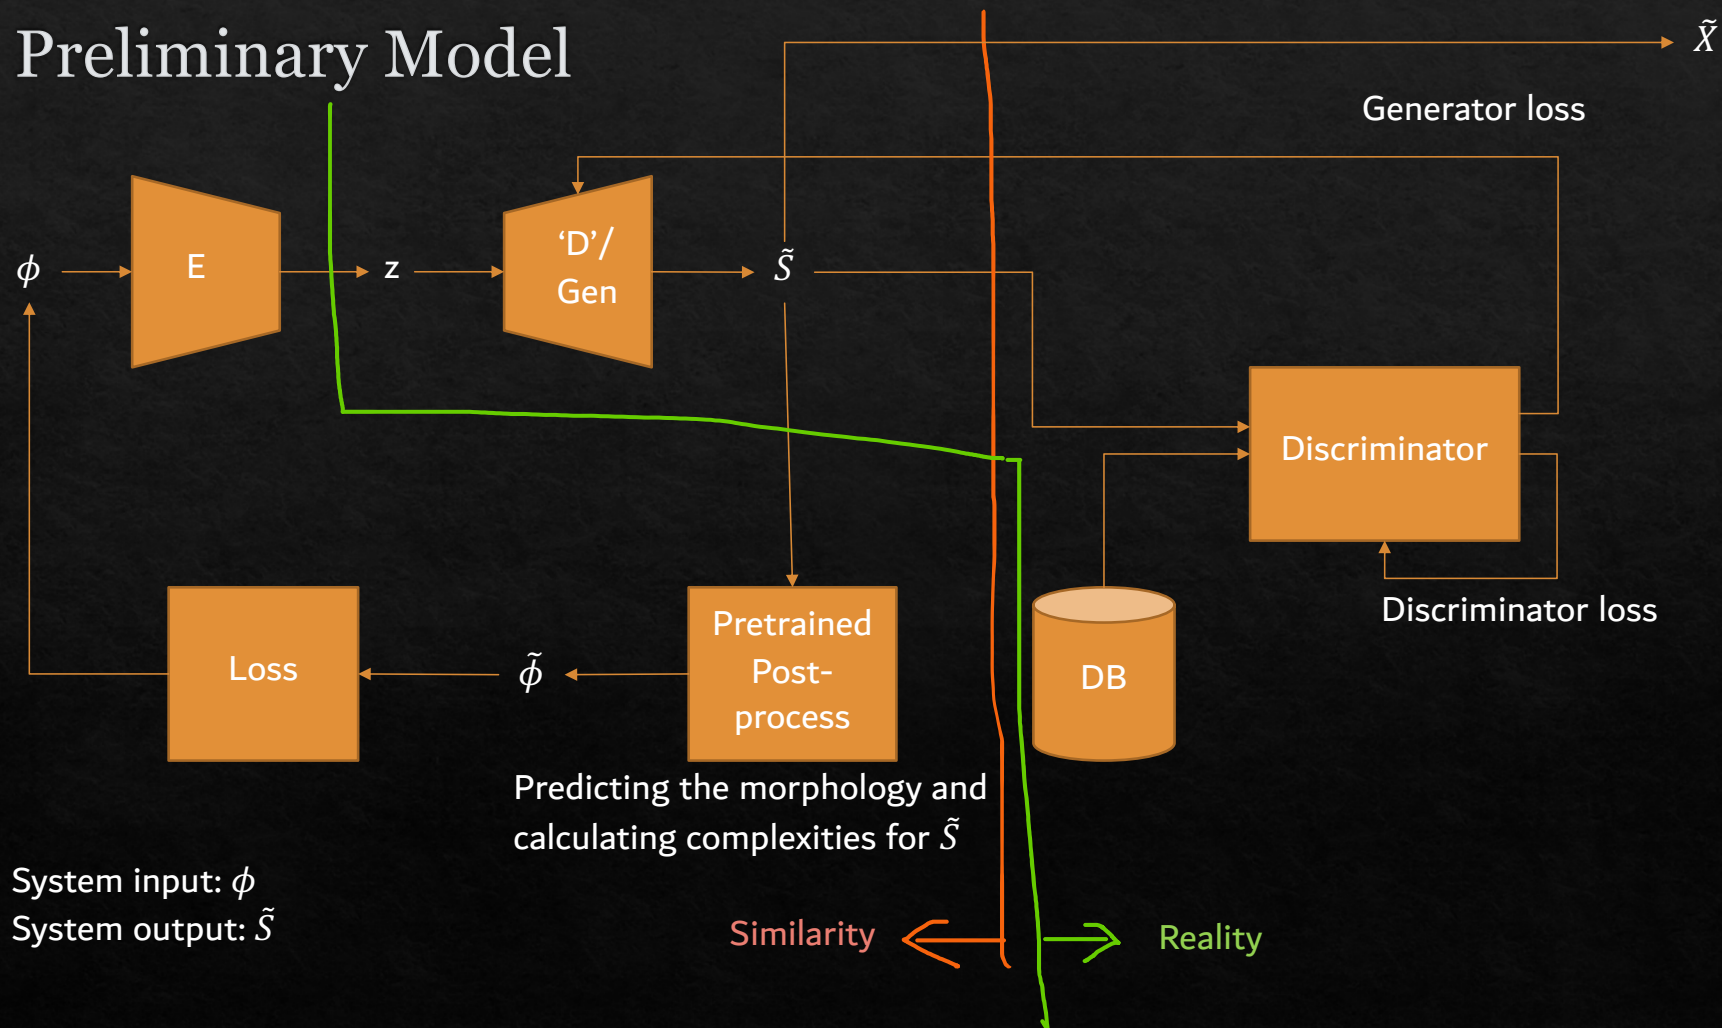 Preliminary Model
X̃
Generator loss
ϕ
E
z
‘D’/
Gen
S̃
Discriminator
Discriminator loss
Loss
ϕ̃
Pretrained
Post-
process
DB
Predicting the morphology and
calculating complexities for S̃
System input: ϕ
System output: S̃
Similarity
Reality